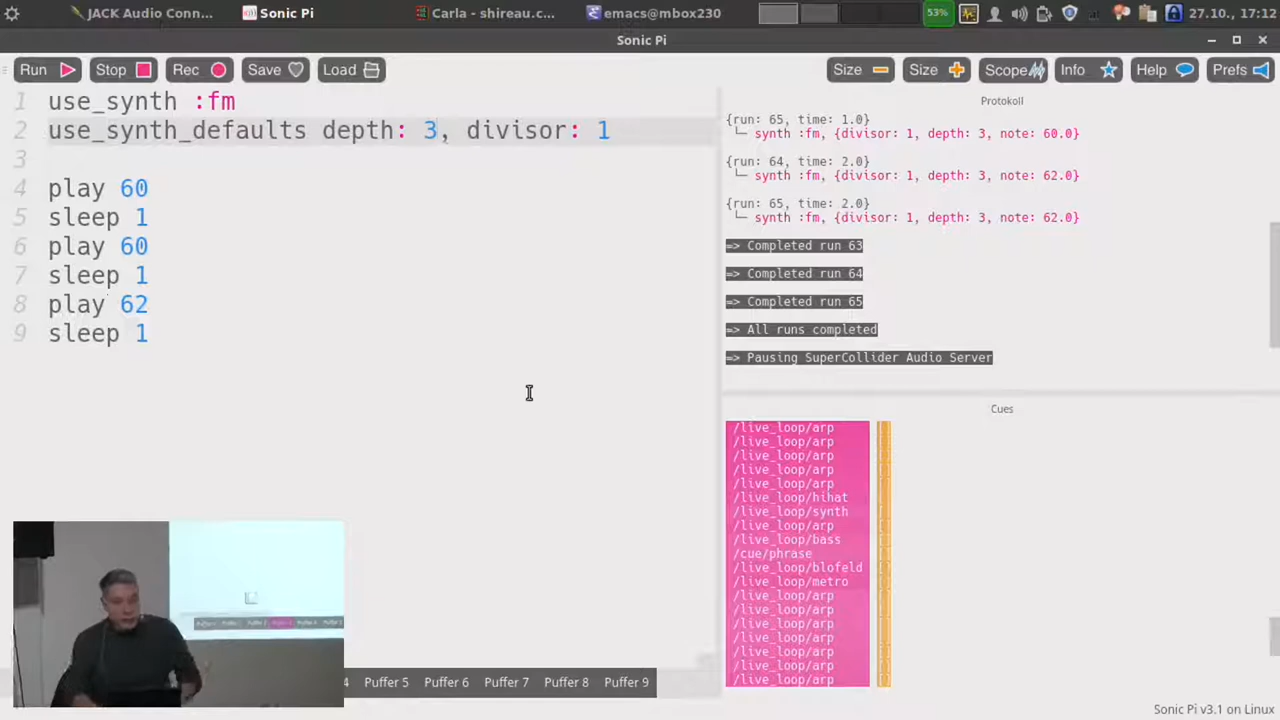 JACK Audio Conn...
Sonic Pi
Carla - shireau.c...
emacs@mbox230
53%
27.10., 17:12
Sonic Pi
Run
Stop
Rec
Save
Load
Size
Size
Scope
Info
Help
Prefs
1 use_synth :fm
2 use_synth_defaults depth: 3, divisor: 1
3
4 play 60
5 sleep 1
6 play 60
7 sleep 1
8 play 62
9 sleep 1
Protokoll
{run: 65, time: 1.0}
└─ synth :fm, {divisor: 1, depth: 3, note: 60.0}
{run: 64, time: 2.0}
└─ synth :fm, {divisor: 1, depth: 3, note: 62.0}
{run: 65, time: 2.0}
└─ synth :fm, {divisor: 1, depth: 3, note: 62.0}
=> Completed run 63
=> Completed run 64
=> Completed run 65
=> All runs completed
=> Pausing SuperCollider Audio Server
Cues
/live_loop/arp
/live_loop/arp
/live_loop/arp
/live_loop/arp
/live_loop/arp
/live_loop/hihat
/live_loop/synth
/live_loop/arp
/live_loop/bass
/cue/phrase
/live_loop/blofeld
/live_loop/metro
/live_loop/arp
/live_loop/arp
/live_loop/arp
/live_loop/arp
/live_loop/arp
/live_loop/arp
/live_loop/arp
4 Puffer 5 Puffer 6 Puffer 7 Puffer 8 Puffer 9
Sonic Pi v3.1 on Linux